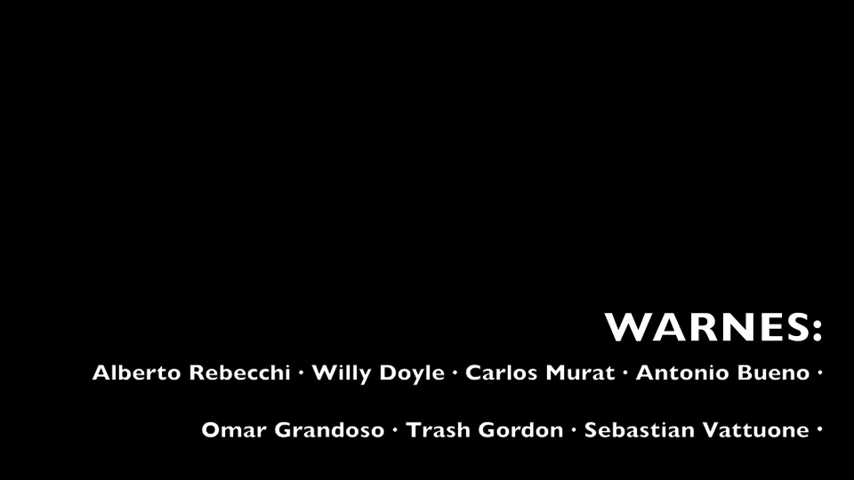 WARNES:
Alberto Rebecchi · Willy Doyle · Carlos Murat · Antonio Bueno ·
Omar Grandoso · Trash Gordon · Sebastian Vattuone ·